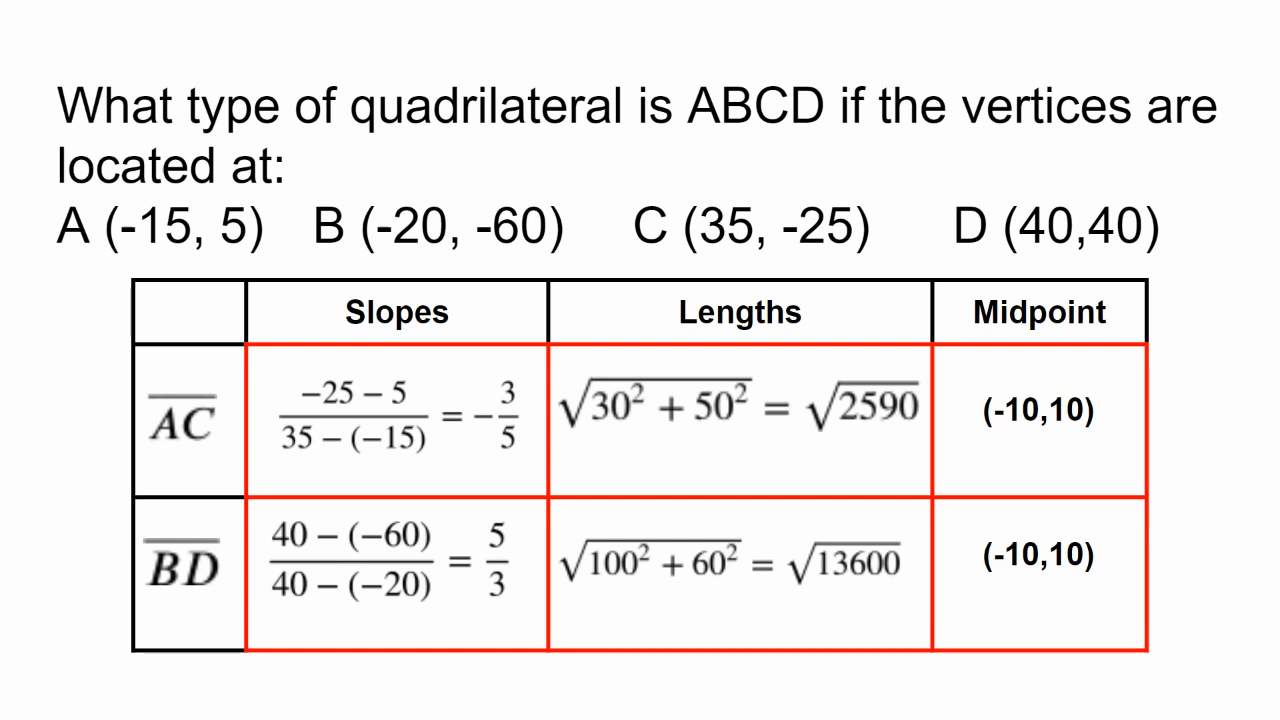 What type of quadrilateral is ABCD if the vertices are
located at:
A (-15, 5) B (-20, -60) C (35, -25) D (40,40)
Slopes Lengths Midpoint
AC (−25 − 5)/(35 − (−15)) = −3/5 √(30² + 50²) = √2590 (-10,10)
BD (40 − (−60))/(40 − (−20)) = 5/3 √(100² + 60²) = √13600 (-10,10)